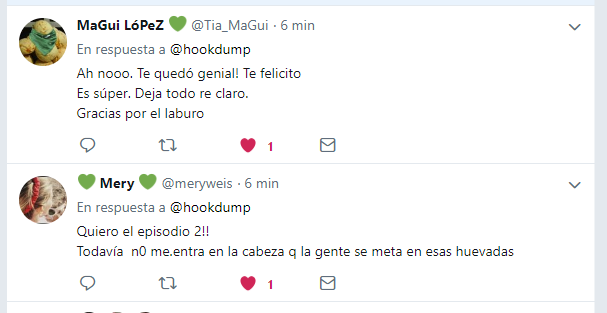 MaGui LóPeZ 💚 @Tia_MaGui · 6 min
En respuesta a @hookdump
Ah nooo. Te quedó genial! Te felicito
Es súper. Deja todo re claro.
Gracias por el laburo
1
💚 Mery 💚 @meryweis · 6 min
En respuesta a @hookdump
Quiero el episodio 2!!
Todavía n0 me.entra en la cabeza q la gente se meta en esas huevadas
1